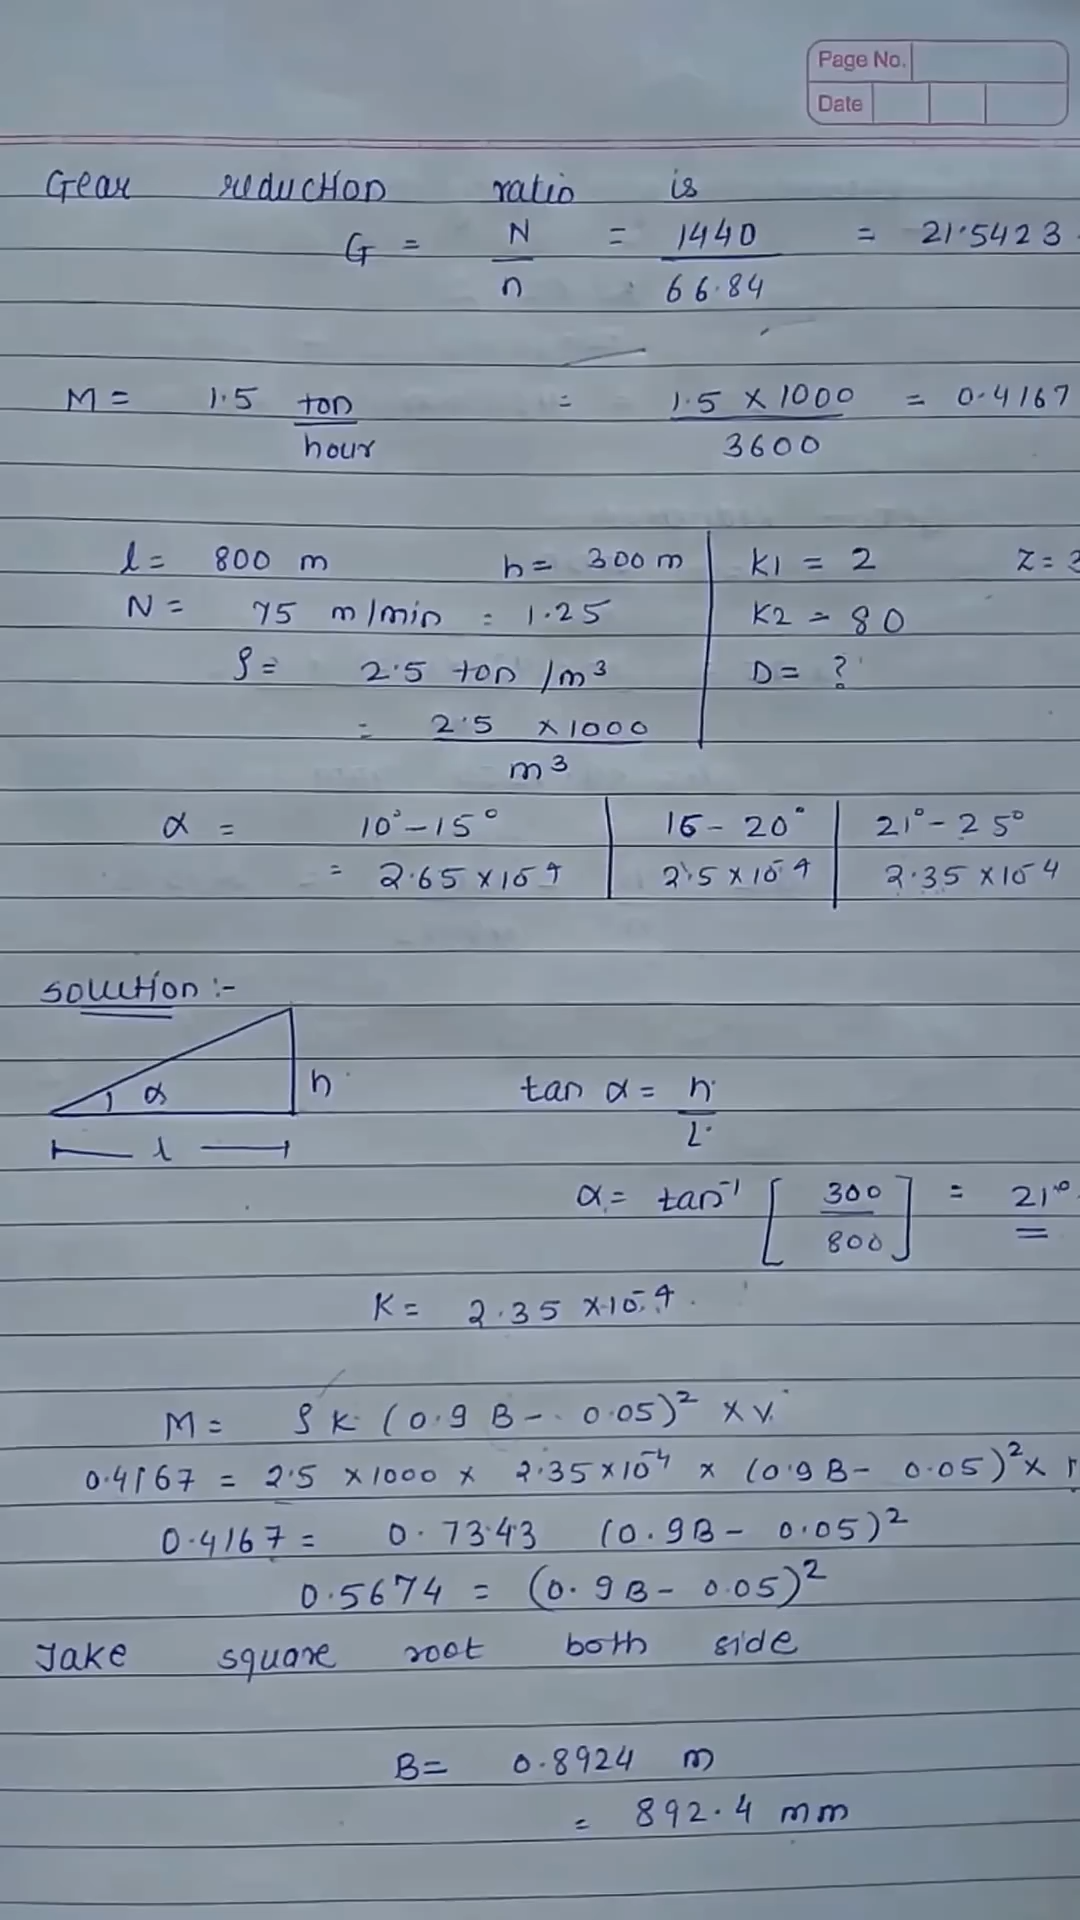 Page No.
Date
Gear reduction ratio is
G = N/n = 1440/66.84 = 21.5423
M = 1.5 ton/hour = 1.5 × 1000/3600 = 0.4167
l = 800 m h = 300 m K1 = 2 Z = 3
N = 75 m/min = 1.25 K2 = 80
ρ = 2.5 ton/m³ D = ?
= 2.5 × 1000/m³
α = 10° - 15° 16 - 20° 21° - 25°
= 2.65 × 10⁻⁴ 2.5 × 10⁻⁴ 2.35 × 10⁻⁴
Solution :-
α h l
tan α = h/L
α = tan⁻¹ [300/800] = 21°
K = 2.35 × 10⁻⁴.
M = ρ K (0.9 B - 0.05)² × V
0.4167 = 2.5 × 1000 × 2.35 × 10⁻⁴ × (0.9 B - 0.05)² ×
0.4167 = 0.7343 (0.9B - 0.05)²
0.5674 = (0.9B - 0.05)²
Take square root both side
B = 0.8924 m
= 892.4 mm